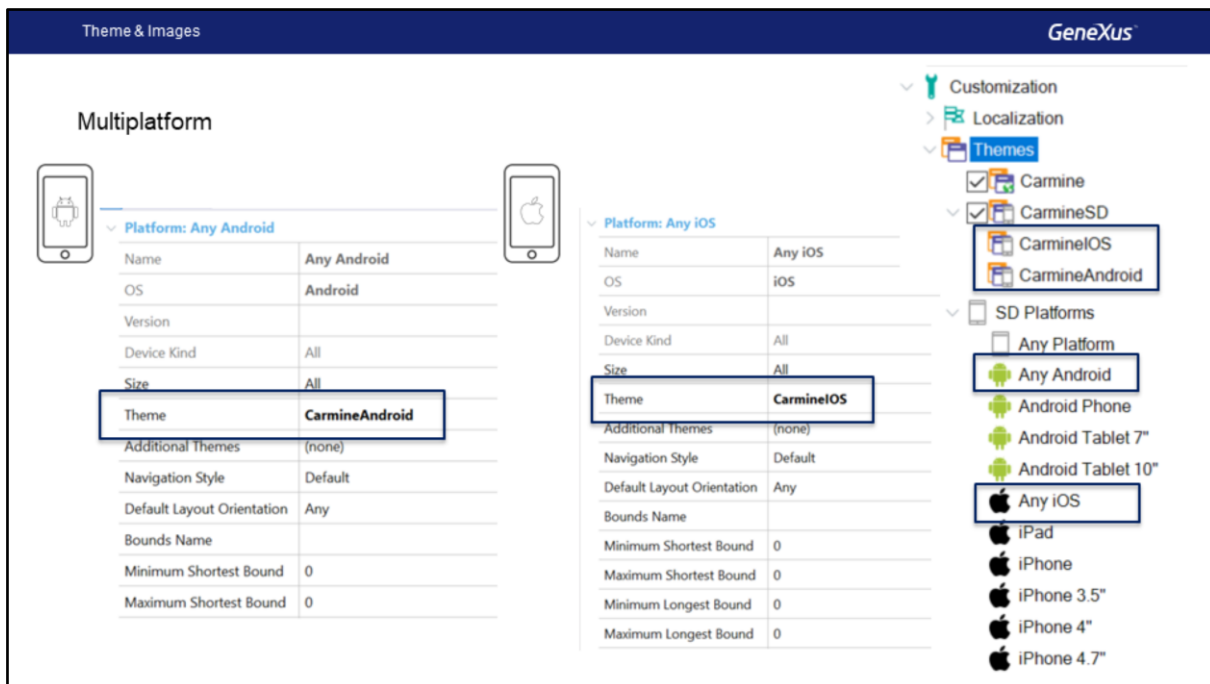 Theme & Images
GeneXus™
Multiplatform
Platform: Any Android
Name Any Android
OS Android
Version
Device Kind All
Size All
Theme CarmineAndroid
Additional Themes (none)
Navigation Style Default
Default Layout Orientation Any
Bounds Name
Minimum Shortest Bound 0
Maximum Shortest Bound 0
Platform: Any iOS
Name Any iOS
OS iOS
Version
Device Kind All
Size All
Theme CarmineIOS
Additional Themes (none)
Navigation Style Default
Default Layout Orientation Any
Bounds Name
Minimum Shortest Bound 0
Maximum Shortest Bound 0
Minimum Longest Bound 0
Maximum Longest Bound 0
Customization
Localization
Themes
Carmine
CarmineSD
CarmineIOS
CarmineAndroid
SD Platforms
Any Platform
Any Android
Android Phone
Android Tablet 7"
Android Tablet 10"
Any iOS
iPad
iPhone
iPhone 3.5"
iPhone 4"
iPhone 4.7"